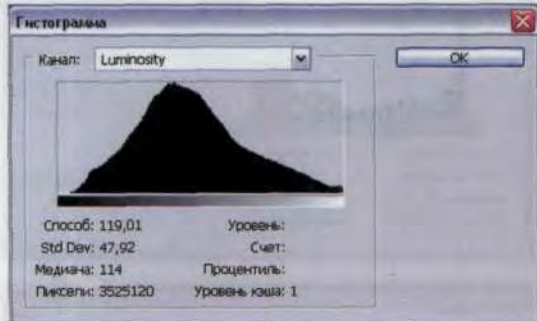 Гистограмма
Канал: Luminosity
OK
Способ: 119,01 Уровень:
Std Dev: 47,92 Счет:
Медиана: 114 Процентиль:
Пиксели: 3525120 Уровень кэша: 1